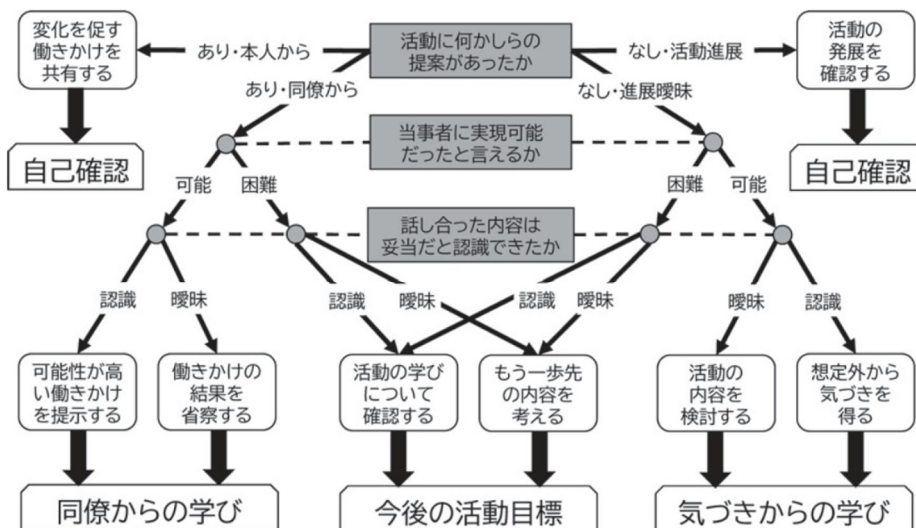 変化を促す
働きかけを
共有する
あり・本人から
活動に何かしらの
提案があったか
なし・活動進展
活動の
発展を
確認する
あり・同僚から
なし・進展曖昧
自己確認
当事者に実現可能
だったと言えるか
自己確認
可能
困難
困難
可能
話し合った内容は
妥当だと認識できたか
認識
曖昧
認識
曖昧
認識
曖昧
曖昧
認識
可能性が高
い働きかけ
を提示する
働きかけの
結果を
省察する
活動の学び
について
確認する
もう一歩先
の内容を
考える
活動の
内容を
検討する
想定外から
気づきを
得る
同僚からの学び
今後の活動目標
気づきからの学び